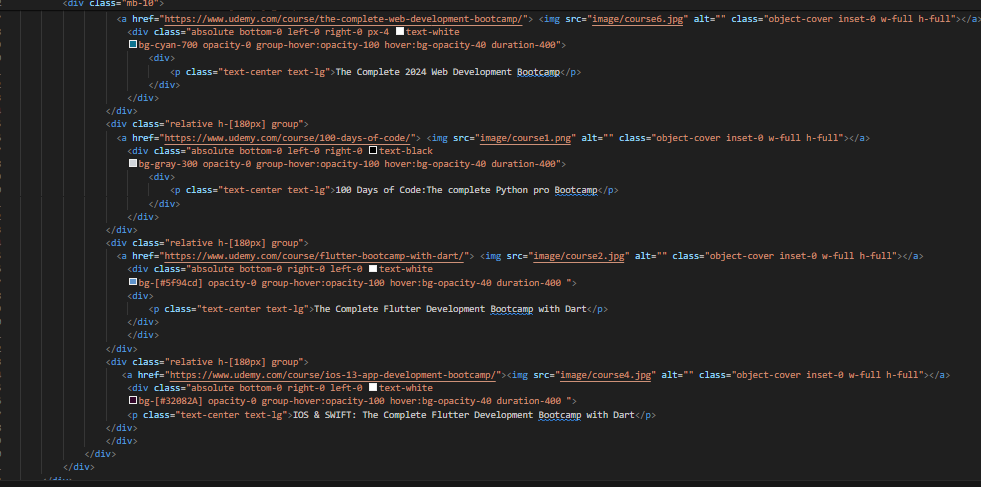 <div class="mb-10">
<a href="https://www.udemy.com/course/the-complete-web-development-bootcamp/"> <img src="image/course6.jpg" alt="" class="object-cover inset-0 w-full h-full"></a>
<div class="absolute bottom-0 left-0 right-0 px-4 text-white
bg-cyan-700 opacity-0 group-hover:opacity-100 hover:bg-opacity-40 duration-400">
<div>
<p class="text-center text-lg">The Complete 2024 Web Development Bootcamp</p>
</div>
</div>
</div>
<div class="relative h-[180px] group">
<a href="https://www.udemy.com/course/100-days-of-code/"> <img src="image/course1.png" alt="" class="object-cover inset-0 w-full h-full"></a>
<div class="absolute bottom-0 left-0 right-0 text-black
bg-gray-300 opacity-0 group-hover:opacity-100 hover:bg-opacity-40 duration-400">
<div>
<p class="text-center text-lg">100 Days of Code:The complete Python pro Bootcamp</p>
</div>
</div>
</div>
<div class="relative h-[180px] group">
<a href="https://www.udemy.com/course/flutter-bootcamp-with-dart/"> <img src="image/course2.jpg" alt="" class="object-cover inset-0 w-full h-full"></a>
<div class="absolute bottom-0 right-0 left-0 text-white
bg-[#5f94cd] opacity-0 group-hover:opacity-100 hover:bg-opacity-40 duration-400 ">
<div>
<p class="text-center text-lg">The Complete Flutter Development Bootcamp with Dart</p>
</div>
</div>
</div>
<div class="relative h-[180px] group">
<a href="https://www.udemy.com/course/ios-13-app-development-bootcamp/"><img src="image/course4.jpg" alt="" class="object-cover inset-0 w-full h-full"></a>
<div class="absolute bottom-0 right-0 left-0 text-white
bg-[#32082A] opacity-0 group-hover:opacity-100 hover:bg-opacity-40 duration-400 ">
<p class="text-center text-lg">IOS & SWIFT: The Complete Flutter Development Bootcamp with Dart</p>
</div>
</div>
</div>
</div>